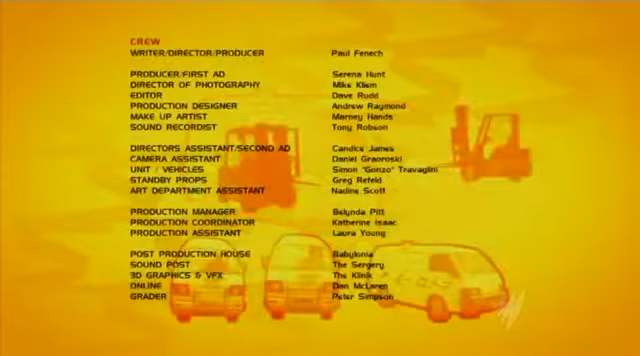 CREW
WRITER/DIRECTOR/PRODUCER Paul Fenech
PRODUCER/FIRST AD Serena Hunt
DIRECTOR OF PHOTOGRAPHY Mike Klism
EDITOR Dave Rudd
PRODUCTION DESIGNER Andrew Raymond
MAKE UP ARTIST Marney Hands
SOUND RECORDIST Tony Robson
DIRECTORS ASSISTANT/SECOND AD Candice James
CAMERA ASSISTANT Daniel
UNIT / VEHICLES Simon "Gonzo" Travaglini
STANDBY PROPS Greg Refeld
ART DEPARTMENT ASSISTANT Nadine Scott
PRODUCTION MANAGER Belynda Pitt
PRODUCTION COORDINATOR Katherine Isaac
PRODUCTION ASSISTANT Laura Young
POST PRODUCTION HOUSE Babylonia
SOUND POST The Sergery
3D GRAPHICS & VFX The Klinik
ONLINE Dan McLaren
GRADER Peter Simpson